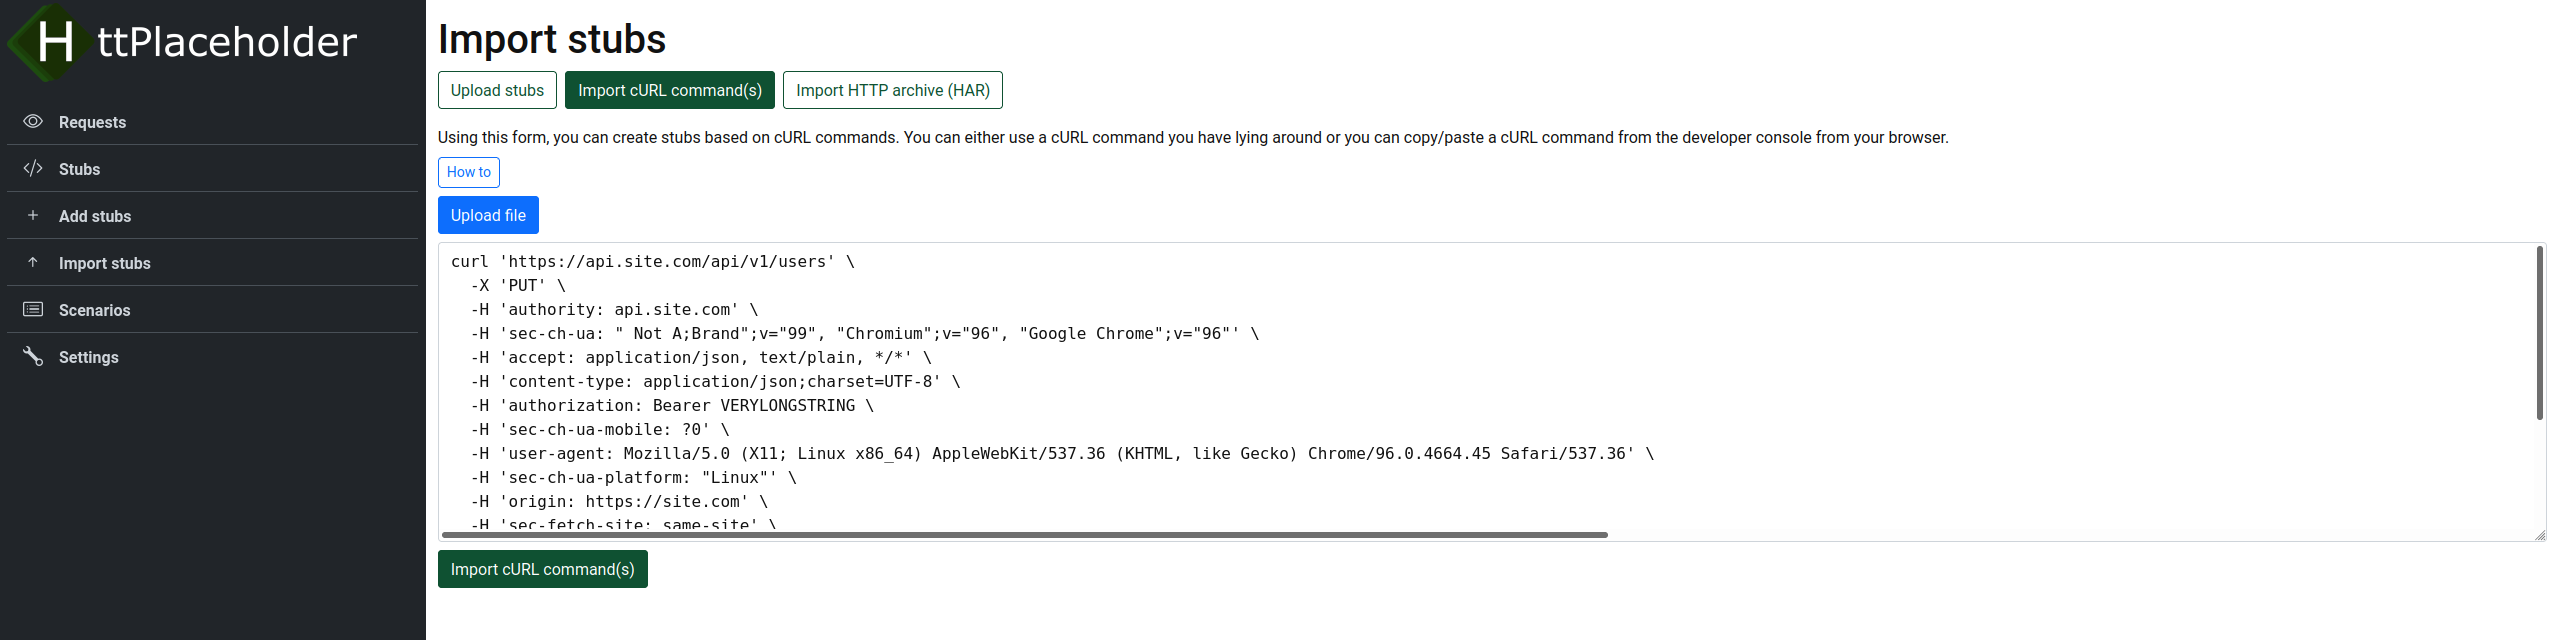 HttPlaceholder
Requests
Stubs
Add stubs
Import stubs
Scenarios
Settings
Import stubs
Upload stubs Import cURL command(s) Import HTTP archive (HAR)
Using this form, you can create stubs based on cURL commands. You can either use a cURL command you have lying around or you can copy/paste a cURL command from the developer console from your browser.
How to
Upload file
curl 'https://api.site.com/api/v1/users' \
  -X 'PUT' \
  -H 'authority: api.site.com' \
  -H 'sec-ch-ua: " Not A;Brand";v="99", "Chromium";v="96", "Google Chrome";v="96"' \
  -H 'accept: application/json, text/plain, */*' \
  -H 'content-type: application/json;charset=UTF-8' \
  -H 'authorization: Bearer VERYLONGSTRING \
  -H 'sec-ch-ua-mobile: ?0' \
  -H 'user-agent: Mozilla/5.0 (X11; Linux x86_64) AppleWebKit/537.36 (KHTML, like Gecko) Chrome/96.0.4664.45 Safari/537.36' \
  -H 'sec-ch-ua-platform: "Linux"' \
  -H 'origin: https://site.com' \
  -H 'sec-fetch-site: same-site' \
Import cURL command(s)